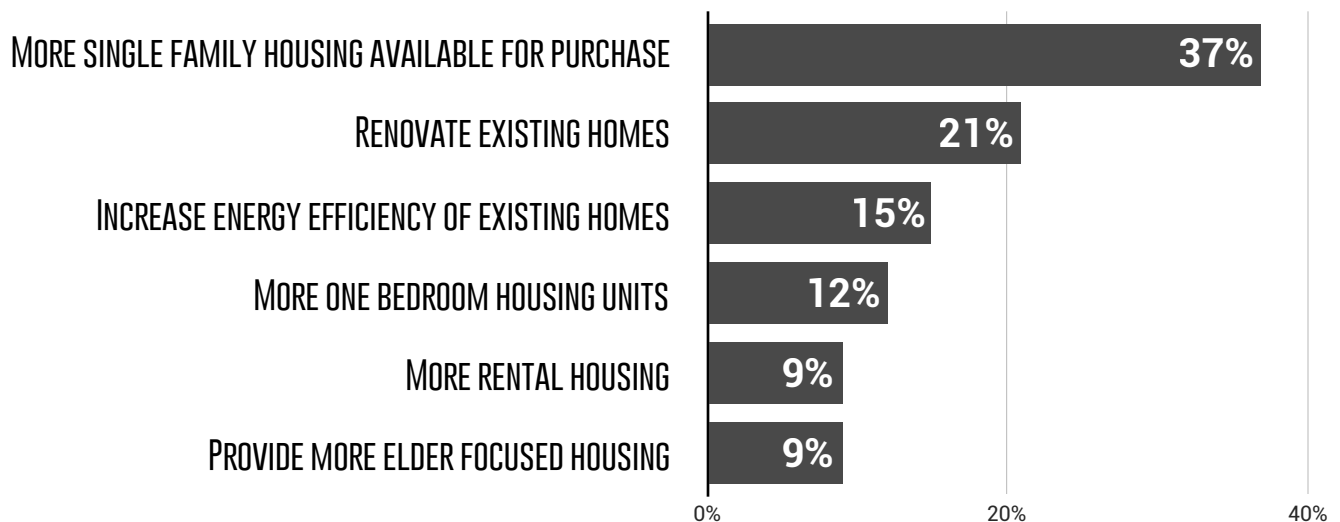 More single family housing available for purchase
37%
Renovate existing homes
21%
Increase energy efficiency of existing homes
15%
More one bedroom housing units
12%
More rental housing
9%
Provide more elder focused housing
9%
0%
20%
40%